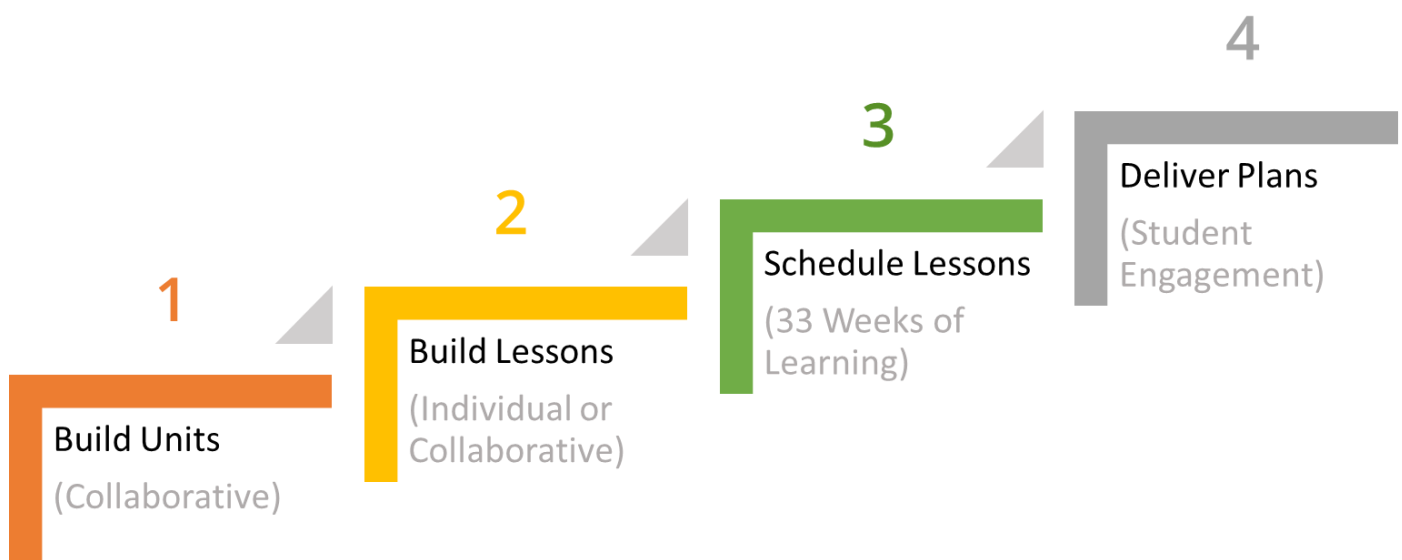 1
Build Units
(Collaborative)
2
Build Lessons
(Individual or
Collaborative)
3
Schedule Lessons
(33 Weeks of
Learning)
4
Deliver Plans
(Student
Engagement)